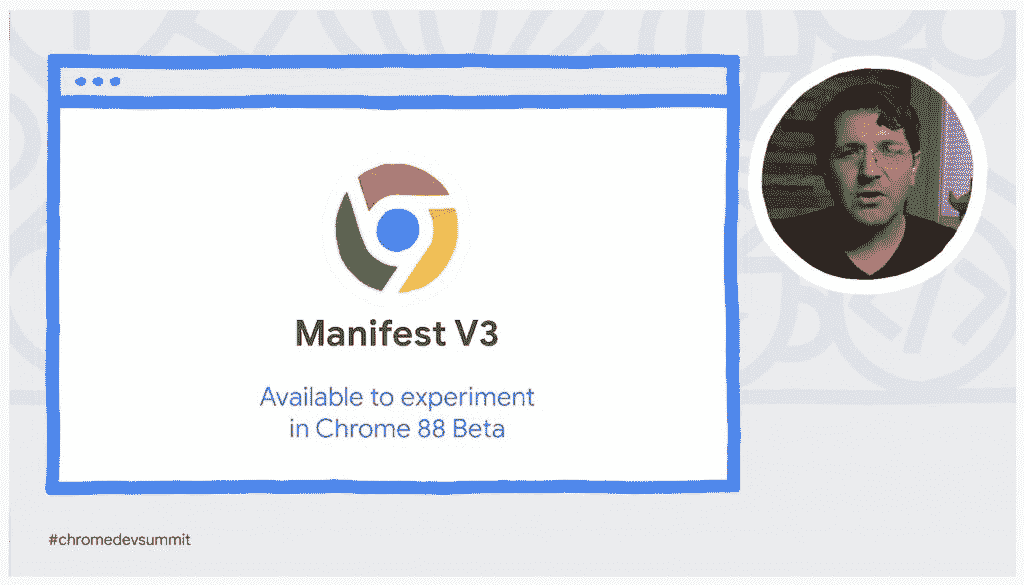 Manifest V3
Available to experiment
in Chrome 88 Beta
#chromedevsummit